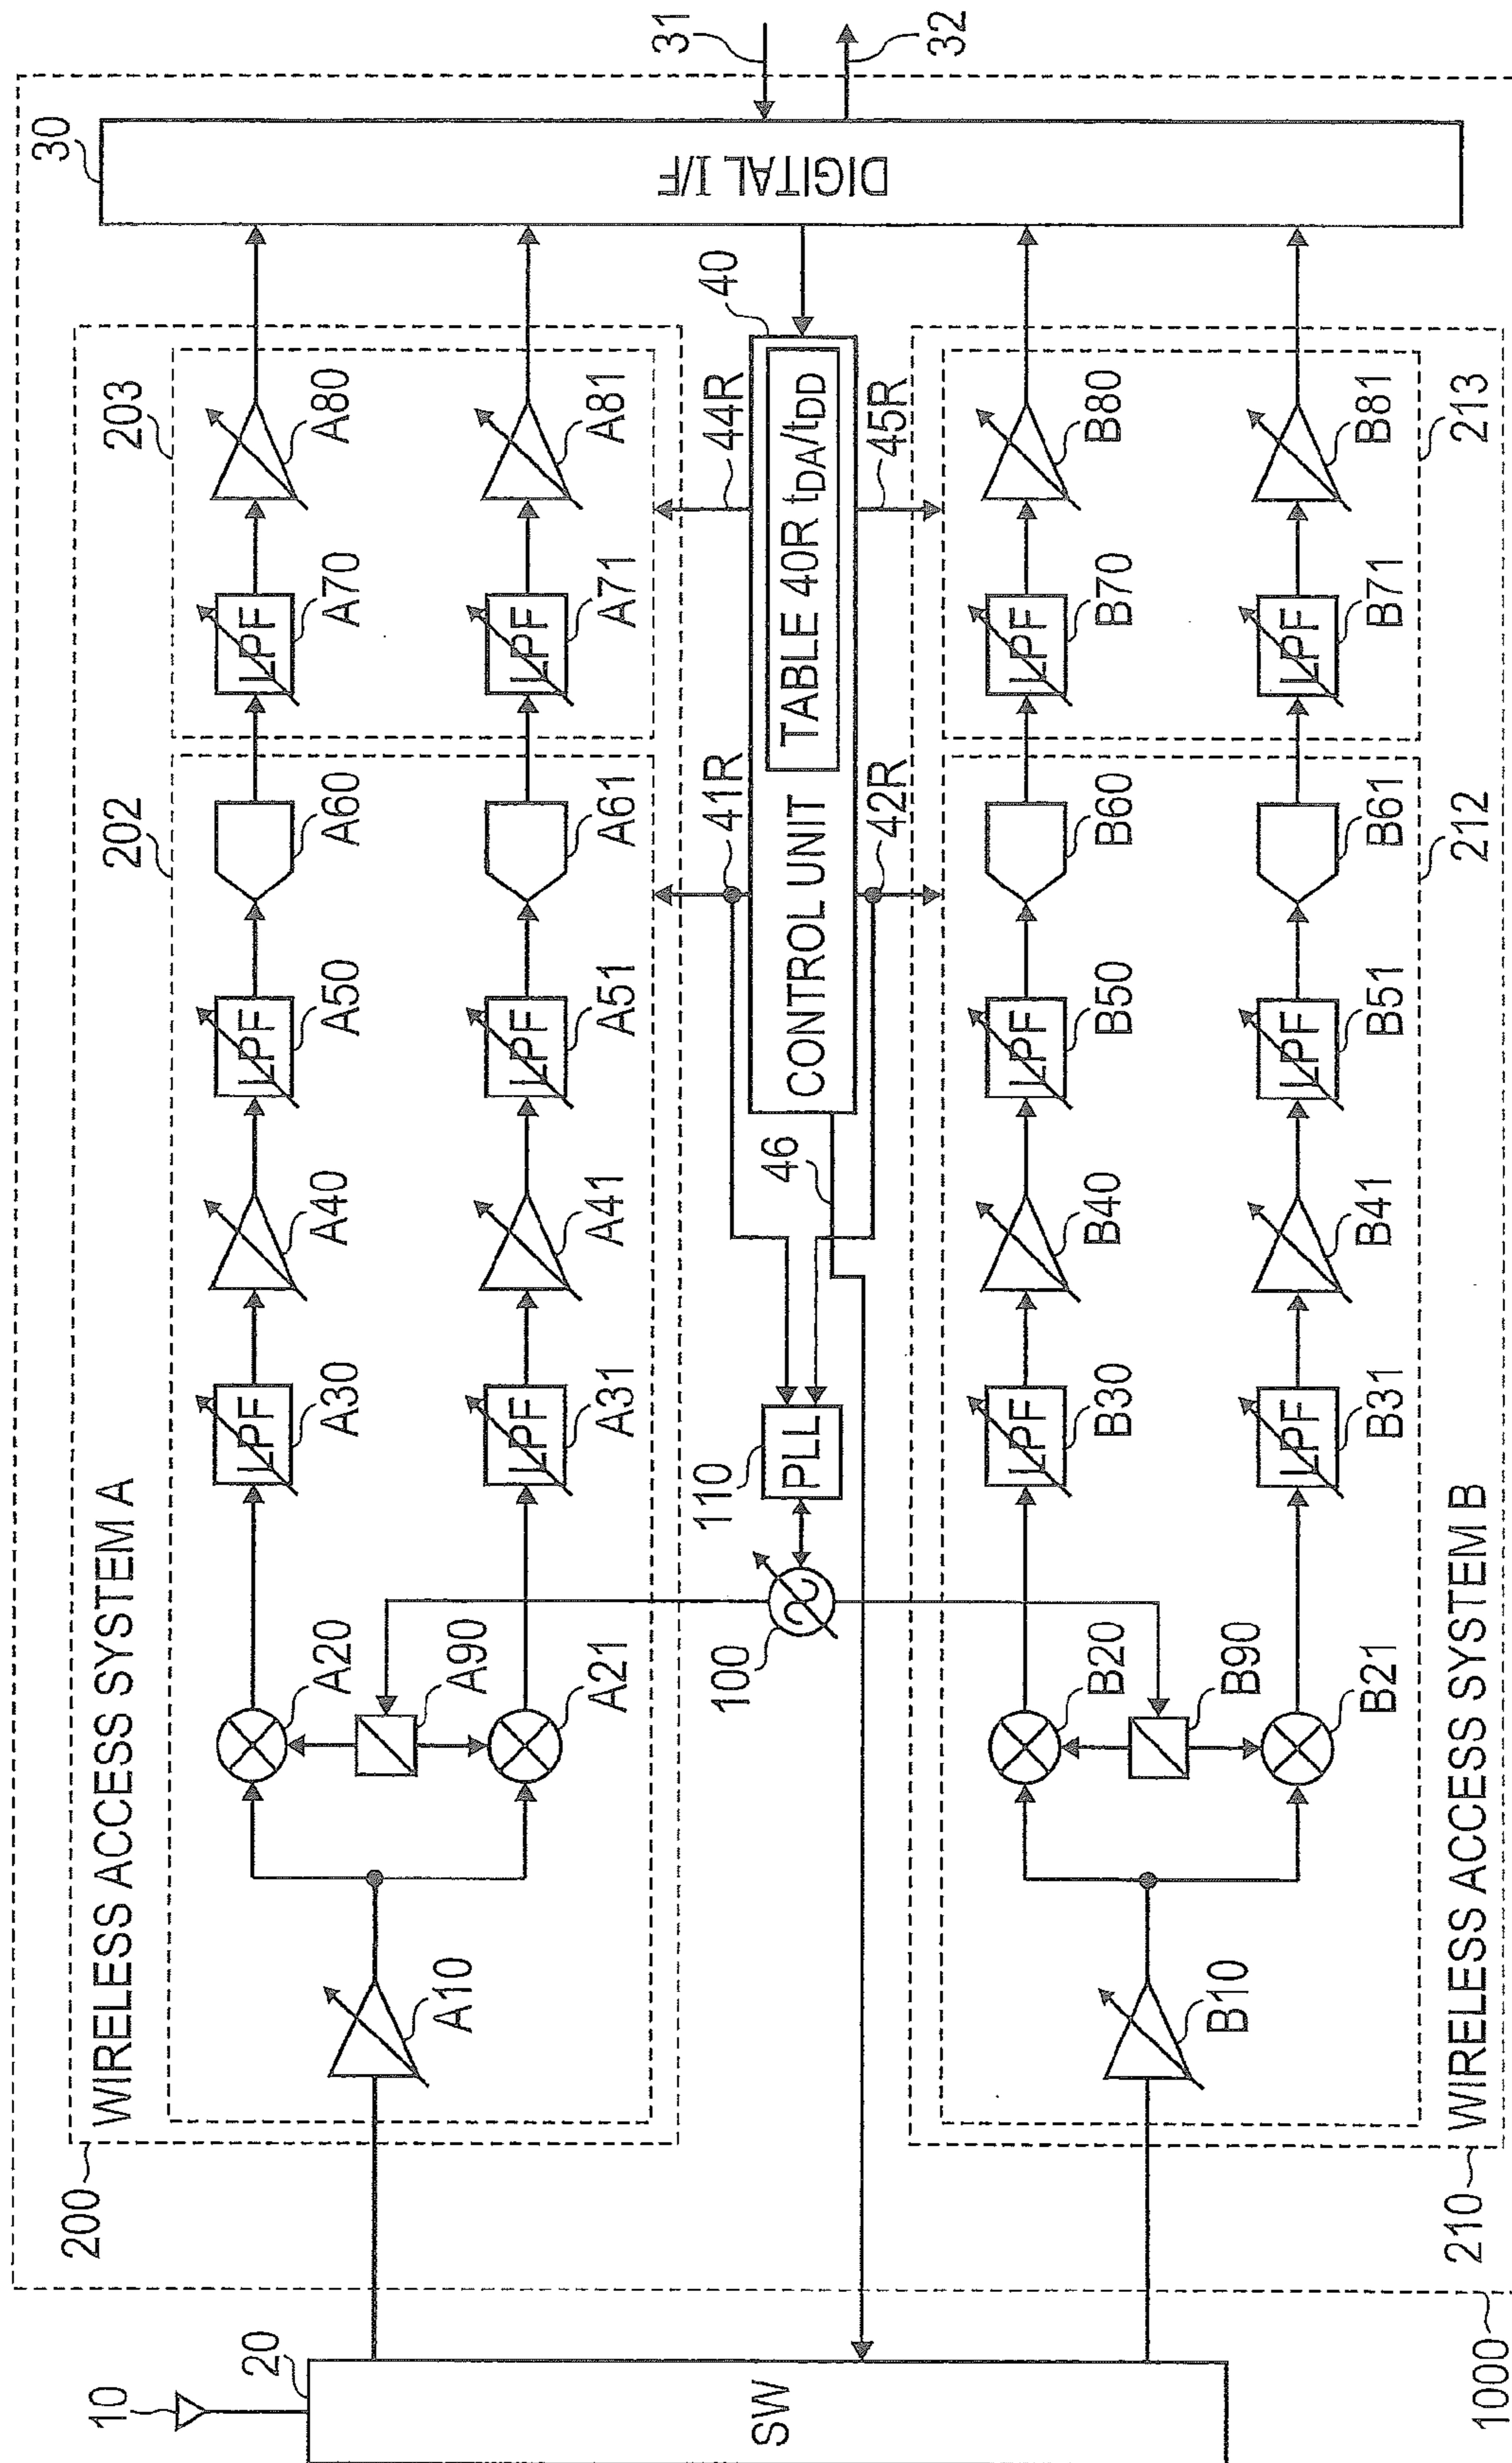 10
20
SW
1000
200
WIRELESS ACCESS SYSTEM A
202
203
A10
A20
A90
A21
A30
LPF
A31
LPF
A40
A41
A50
LPF
A51
LPF
A60
A61
A70
LPF
A71
LPF
A80
A81
100
110
PLL
46
41R
42R
44R
45R
40
CONTROL UNIT
TABLE 40R tDA/tDD
30
DIGITAL I/F
31
32
210
WIRELESS ACCESS SYSTEM B
212
213
B10
B20
B90
B21
B30
LPF
B31
LPF
B40
B41
B50
LPF
B51
LPF
B60
B61
B70
LPF
B71
LPF
B80
B81